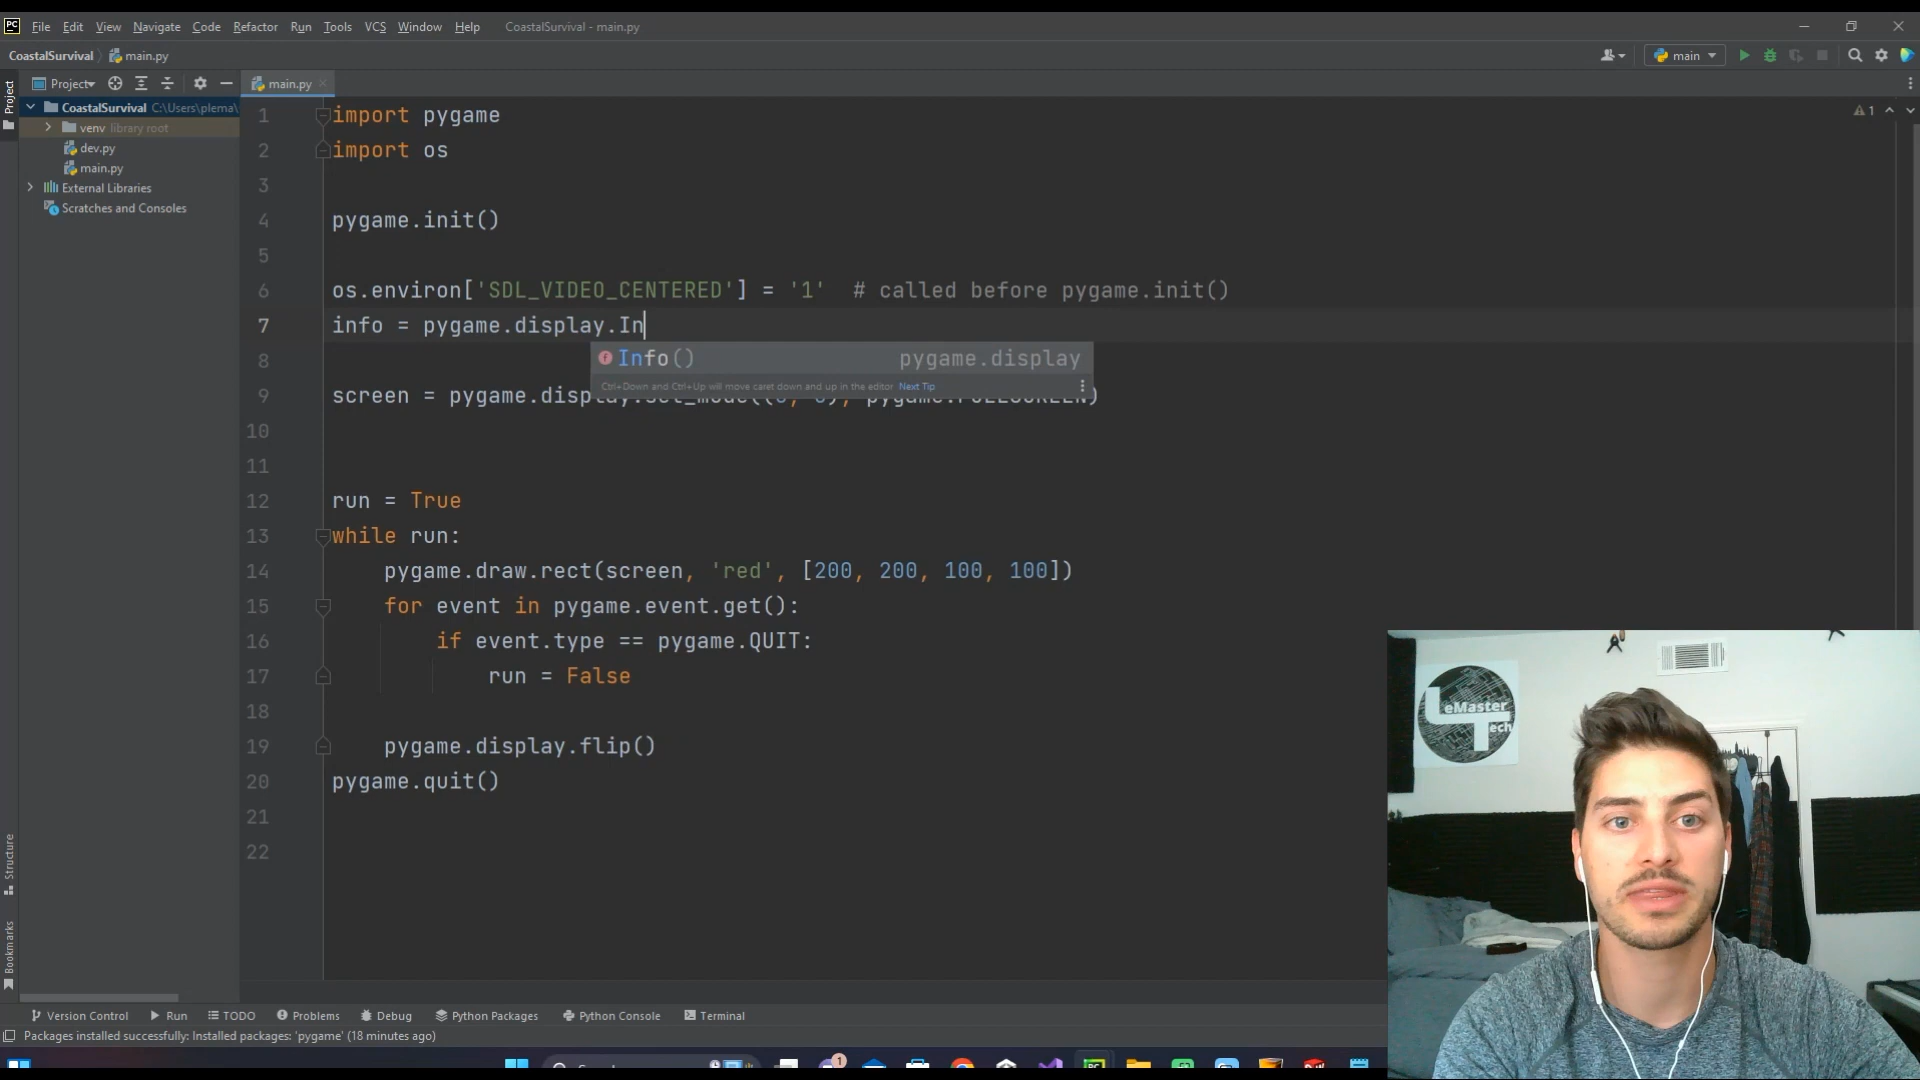 PC File Edit View Navigate Code Refactor Run Tools VCS Window Help CoastalSurvival - main.py
CoastalSurvival main.py main
Project main.py
Project
CoastalSurvival C:\Users\plema\
venv library root
dev.py
main.py
External Libraries
Scratches and Consoles
1 import pygame
2 import os
3
4 pygame.init()
5
6 os.environ['SDL_VIDEO_CENTERED'] = '1' # called before pygame.init()
7 info = pygame.display.In
8
Info() pygame.display
Ctrl+Down and Ctrl+Up will move caret down and up in the editor Next Tip
9 screen = pygame.display.set_mode((0, 0), pygame.FULLSCREEN)
10
11
12 run = True
13 while run:
14 pygame.draw.rect(screen, 'red', [200, 200, 100, 100])
15 for event in pygame.event.get():
16 if event.type == pygame.QUIT:
17 run = False
18
19 pygame.display.flip()
20 pygame.quit()
21
22
1
LeMaster
Tech
Structure
Bookmarks
Version Control Run TODO Problems Debug Python Packages Python Console Terminal
Packages installed successfully: Installed packages: 'pygame' (18 minutes ago)
1